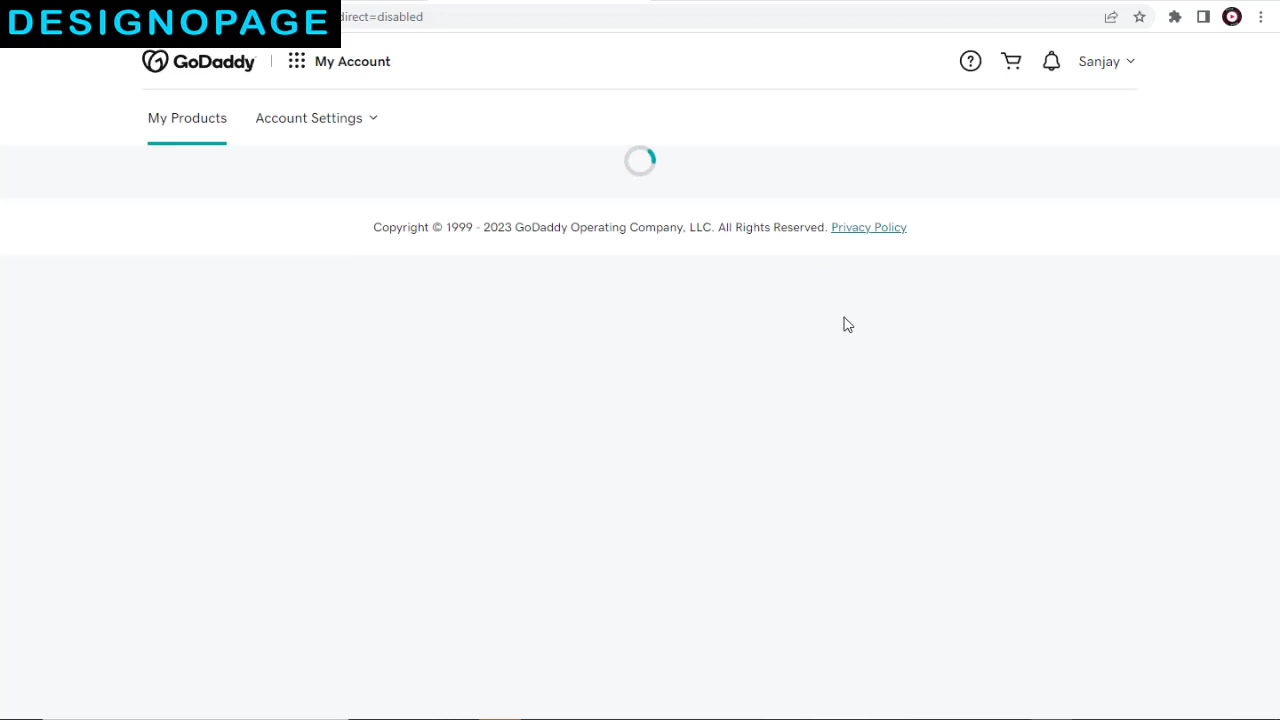 DESIGNOPAGE
direct=disabled
GoDaddy
My Account
Sanjay
My Products
Account Settings
Copyright © 1999 - 2023 GoDaddy Operating Company, LLC. All Rights Reserved. Privacy Policy